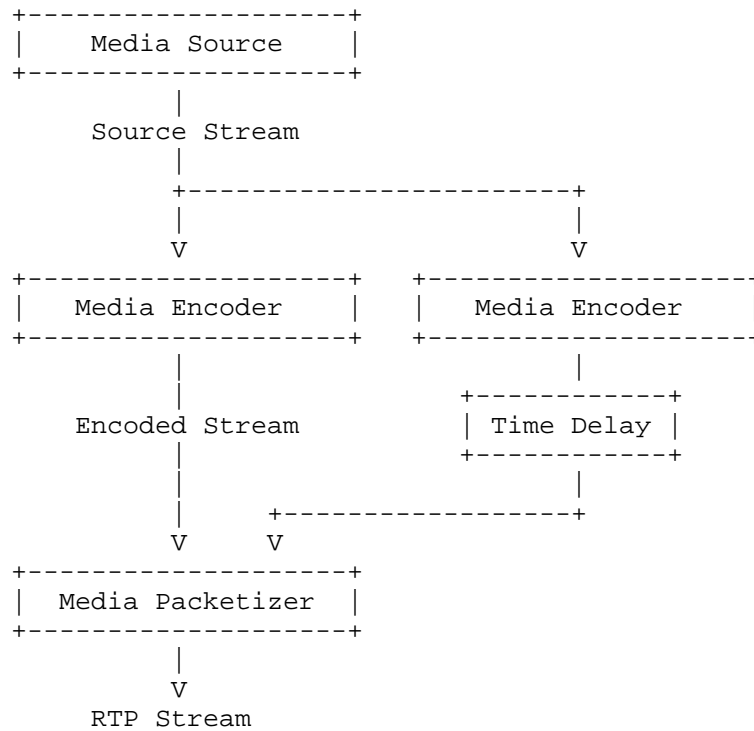 Media Source
Source Stream
V V
Media Encoder Media Encoder
Encoded Stream Time Delay
V V
Media Packetizer
V
RTP Stream